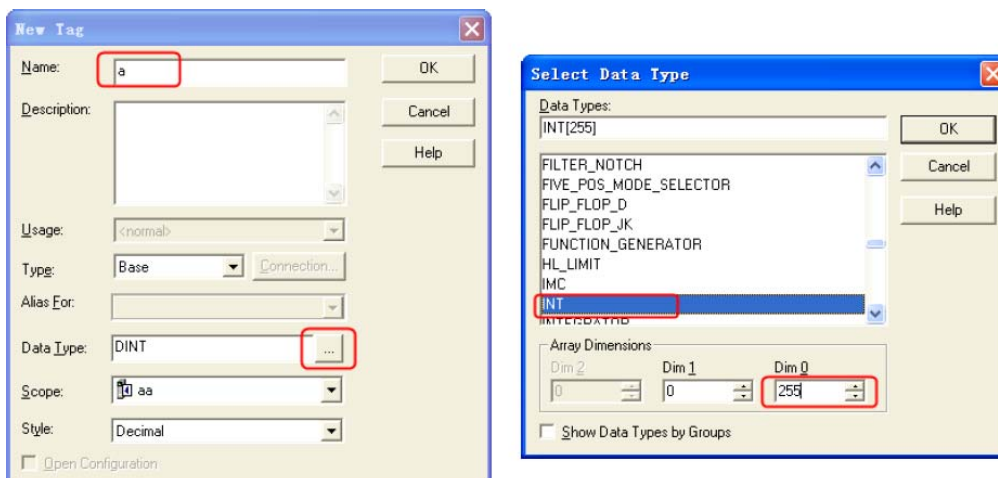 New Tag
Name:
a
OK
Description:
Cancel
Help
Usage:
<normal>
Type:
Base
Connection...
Alias For:
Data Type:
DINT
...
Scope:
aa
Style:
Decimal
Open Configuration
Select Data Type
Data Types:
INT[255]
OK
FILTER_NOTCH
Cancel
FIVE_POS_MODE_SELECTOR
FLIP_FLOP_D
Help
FLIP_FLOP_JK
FUNCTION_GENERATOR
HL_LIMIT
IMC
INT
INTEGRATOR
Array Dimensions
Dim 2
Dim 1
Dim 0
0
0
255
Show Data Types by Groups